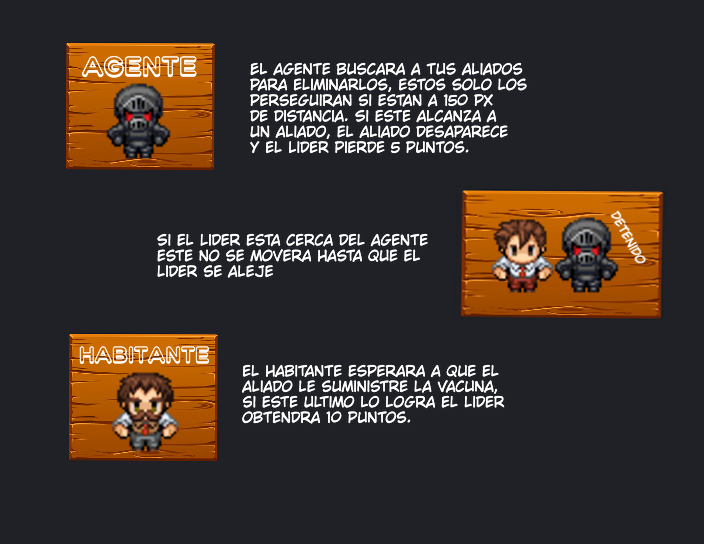 AGENTE
EL AGENTE BUSCARA A TUS ALIADOS
PARA ELIMINARLOS, ESTOS SOLO LOS
PERSEGUIRAN SI ESTAN A 150 PX
DE DISTANCIA. SI ESTE ALCANZA A
UN ALIADO, EL ALIADO DESAPARECE
Y EL LIDER PIERDE 5 PUNTOS.
SI EL LIDER ESTA CERCA DEL AGENTE
ESTE NO SE MOVERA HASTA QUE EL
LIDER SE ALEJE
DETENIDO
HABITANTE
EL HABITANTE ESPERARA A QUE EL
ALIADO LE SUMINISTRE LA VACUNA,
SI ESTE ULTIMO LO LOGRA EL LIDER
OBTENDRA 10 PUNTOS.